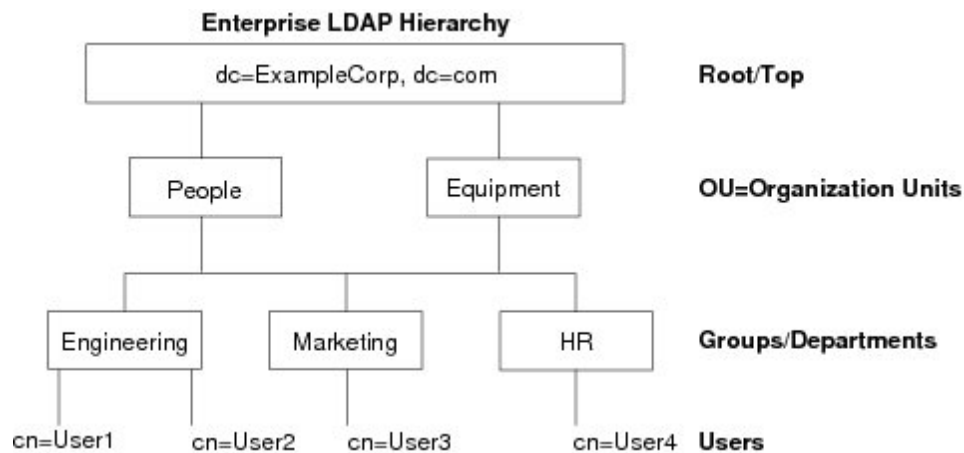 Enterprise LDAP Hierarchy
dc=ExampleCorp, dc=com
Root/Top
People
Equipment
OU=Organization Units
Engineering
Marketing
HR
Groups/Departments
cn=User1
cn=User2
cn=User3
cn=User4
Users